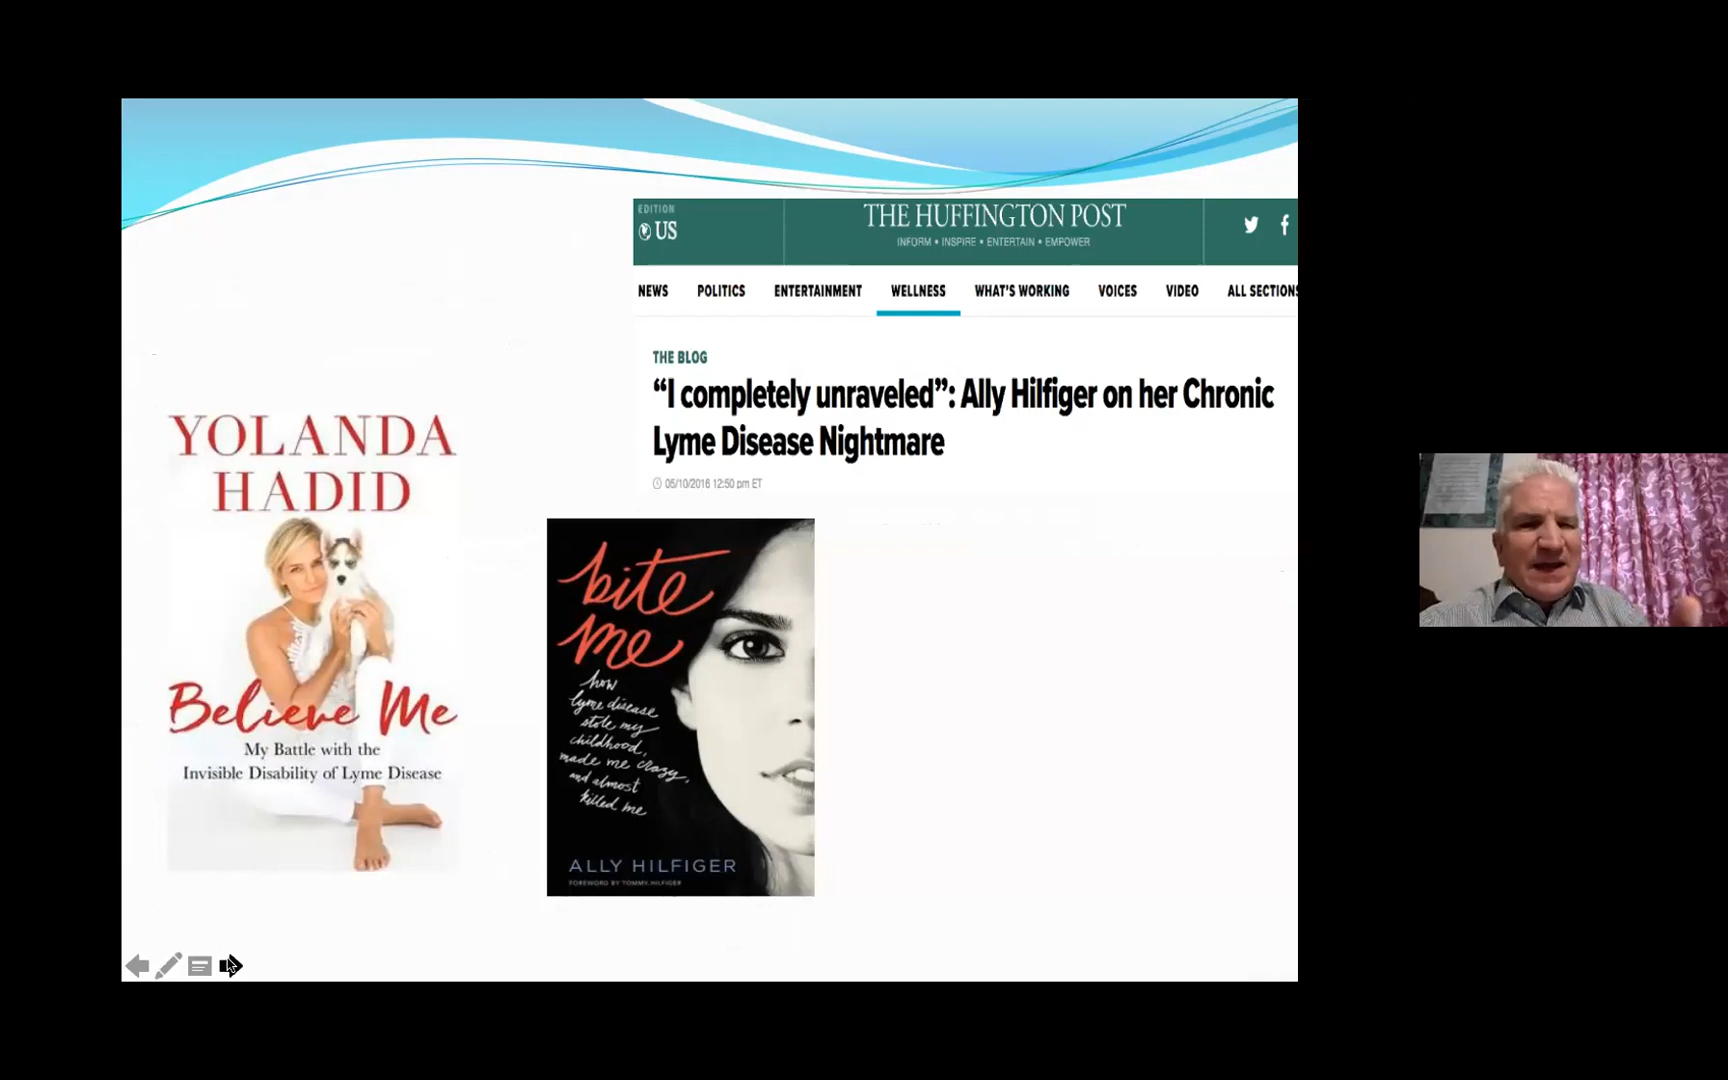 EDITION
US
THE HUFFINGTON POST
INFORM • INSPIRE • ENTERTAIN • EMPOWER
NEWS POLITICS ENTERTAINMENT WELLNESS WHAT'S WORKING VOICES VIDEO ALL SECTIONS
THE BLOG
“I completely unraveled”: Ally Hilfiger on her Chronic
Lyme Disease Nightmare
05/10/2016 12:50 pm ET
YOLANDA
HADID
Believe Me
My Battle with the
Invisible Disability of Lyme Disease
bite
me
how
lyme disease
stole my
childhood,
made me crazy,
and almost
killed me
ALLY HILFIGER
FOREWORD BY TOMMY HILFIGER